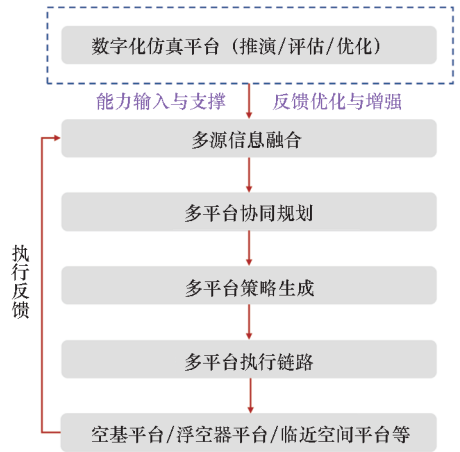 数字化仿真平台（推演/评估/优化）
能力输入与支撑 反馈优化与增强
多源信息融合
多平台协同规划
多平台策略生成
多平台执行链路
空基平台/浮空器平台/临近空间平台等
执行反馈